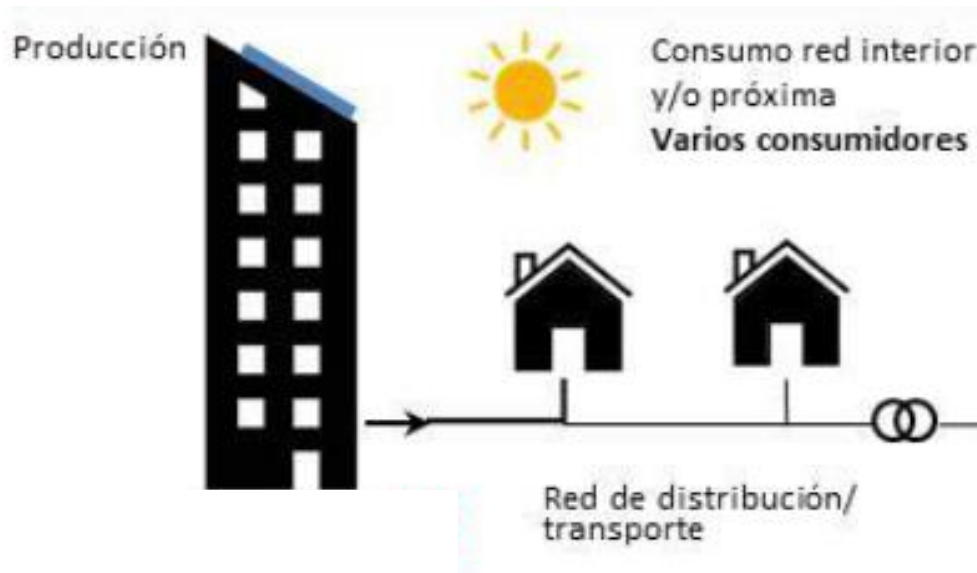 Producción
Consumo red interior
y/o próxima
Varios consumidores
Red de distribución/
transporte